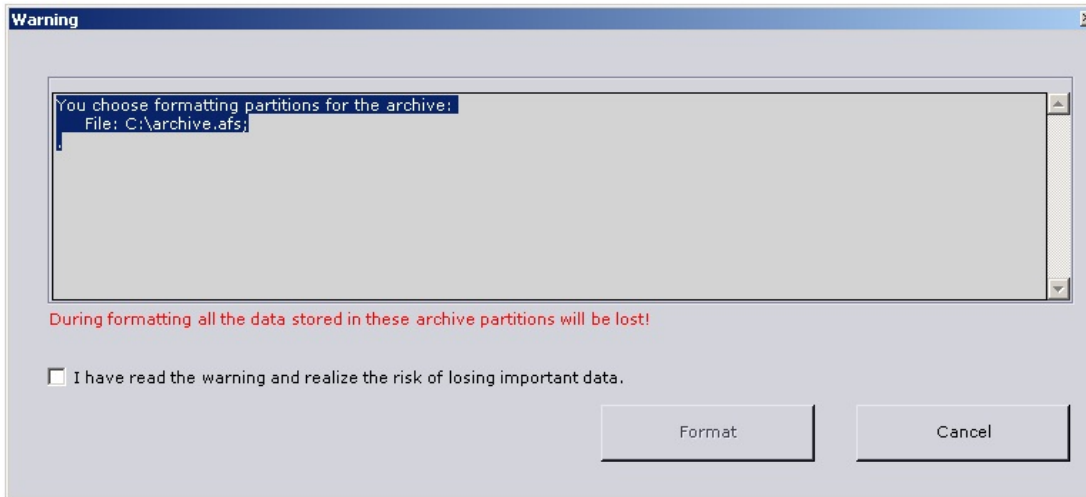 Warning
You choose formatting partitions for the archive:
File: C:\archive.afs;
.
During formatting all the data stored in these archive partitions will be lost!
I have read the warning and realize the risk of losing important data.
Format
Cancel